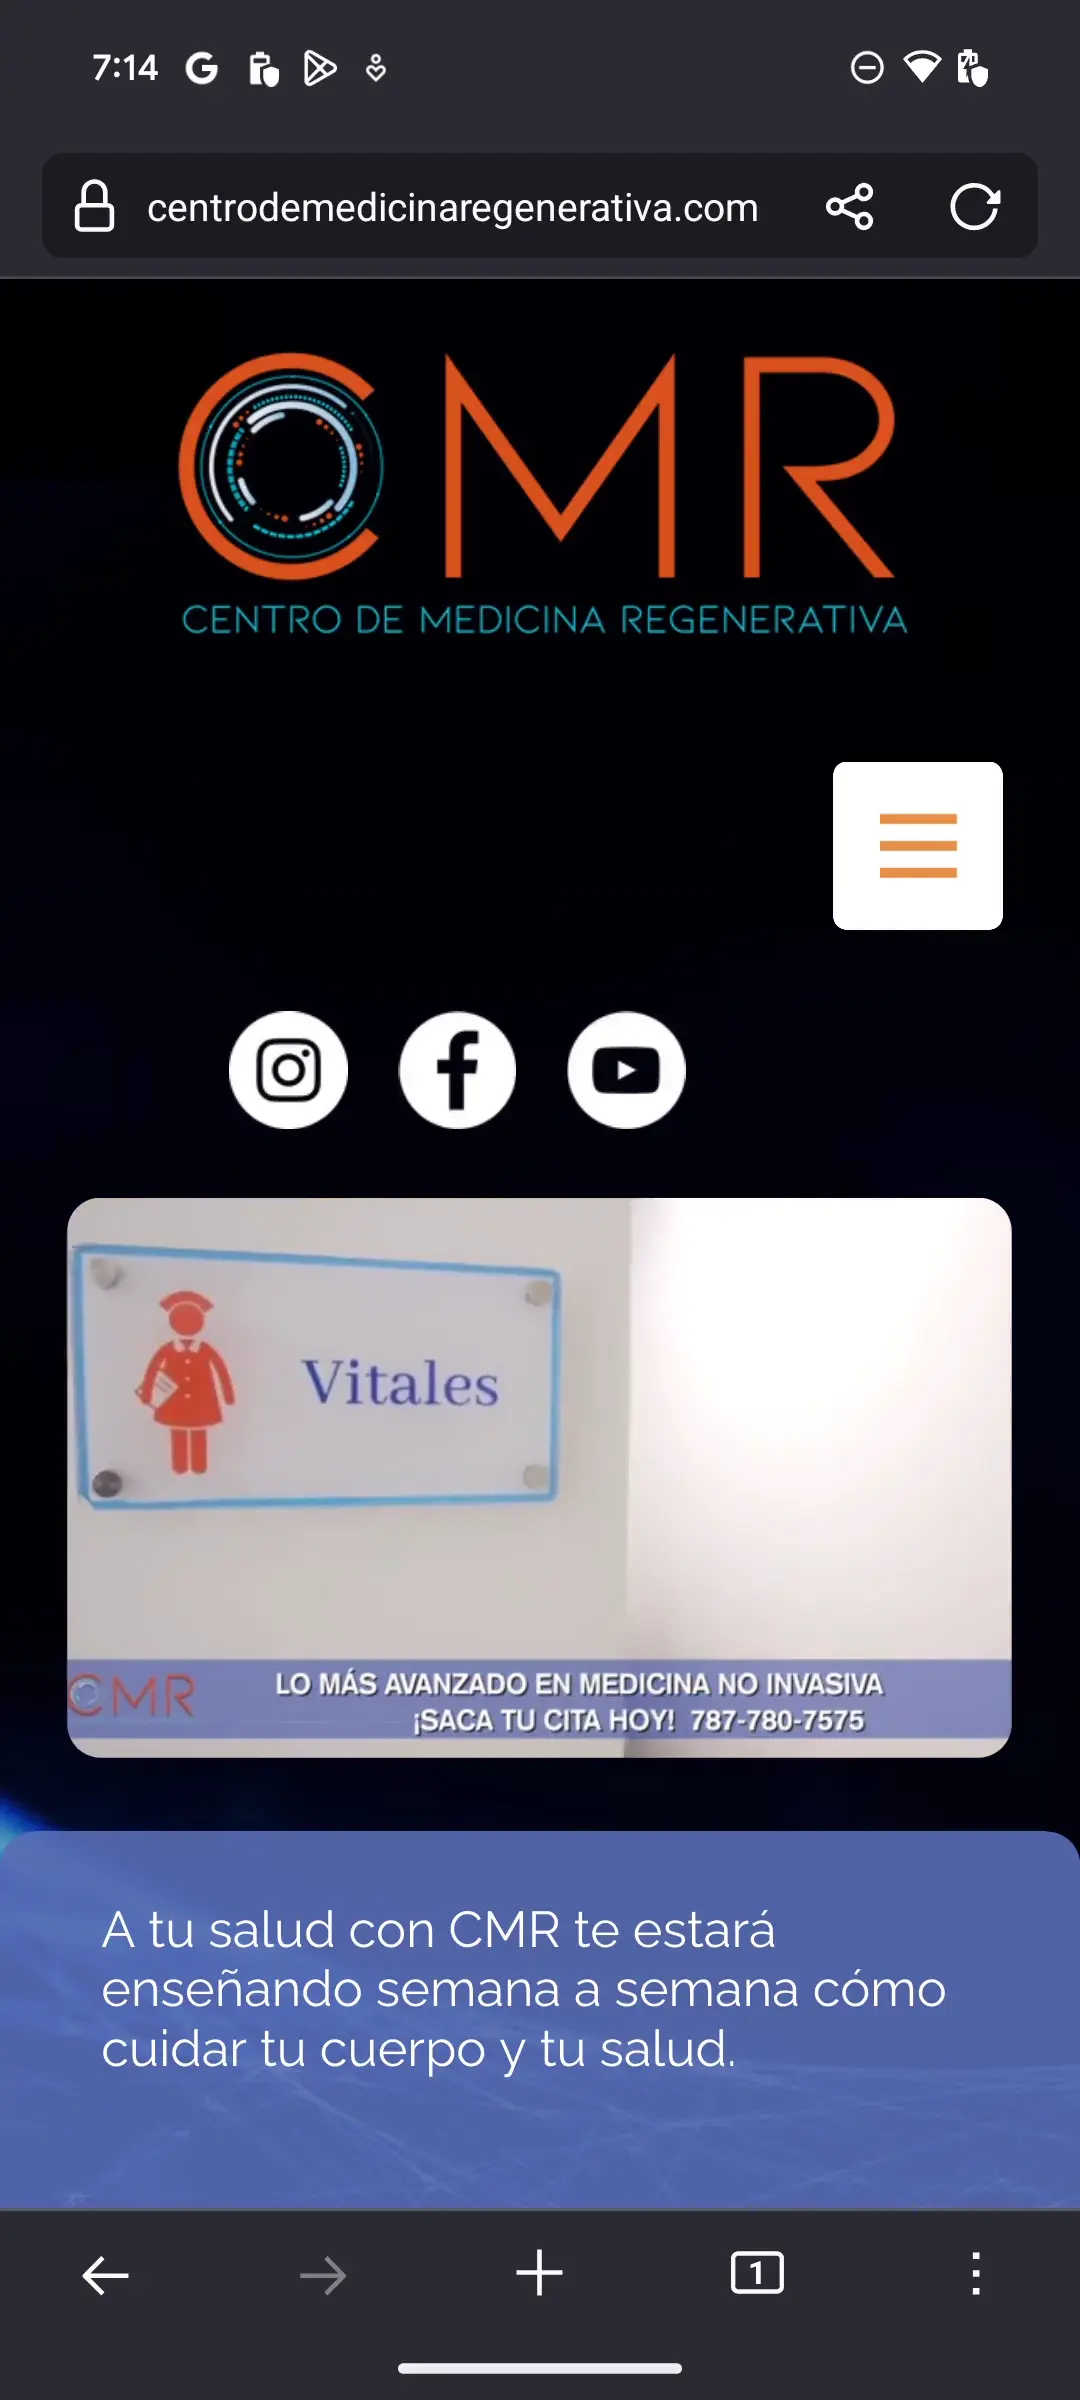 7:14
centrodemedicinaregenerativa.com
CMR
CENTRO DE MEDICINA REGENERATIVA
Vitales
CMR
LO MÁS AVANZADO EN MEDICINA NO INVASIVA
¡SACA TU CITA HOY! 787-780-7575
A tu salud con CMR te estará
enseñando semana a semana cómo
cuidar tu cuerpo y tu salud.
1